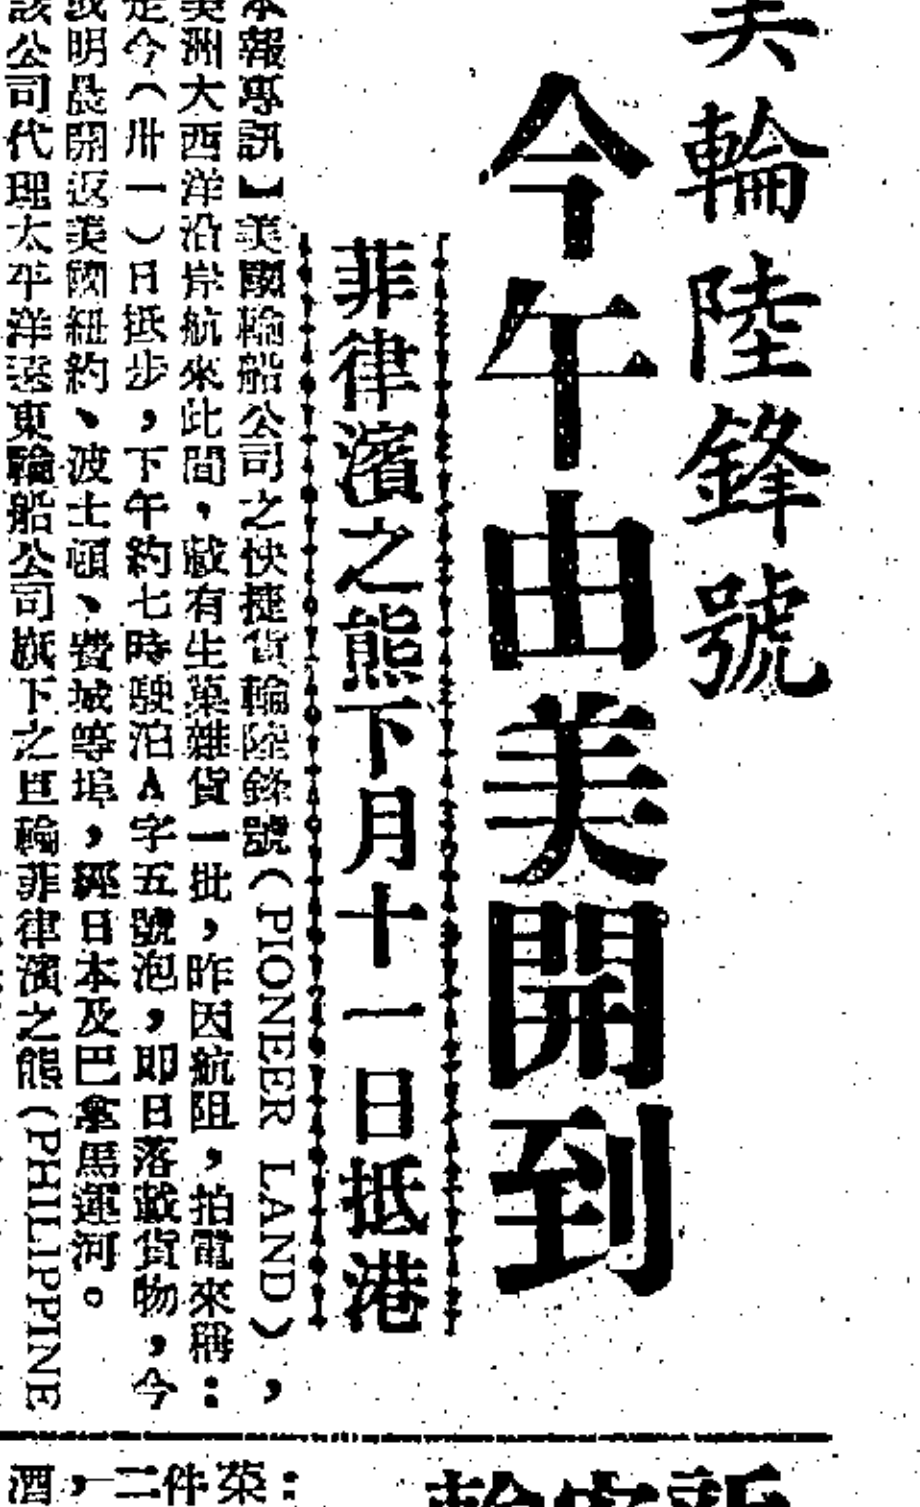 美輪陸鋒號
今午由美開到
菲律濱之熊下月十一日抵港
本報專訊】美國輪船公司之快捷貨輪陸鋒號(PIONEER LAND),
美洲大西洋沿岸航來此間,載有生菓雜貨一批,昨因航阻,拍電來稱:
定今(卅一)日抵步,下午約七時駛泊A字五號泡,即日落載貨物,今
或明晨開返美國紐約、波士頓、費城等埠,經日本及巴拿馬運河。
該公司代理太平洋遠東輪船公司旗下之巨輪菲律濱之熊(PHILIPPINE
:菜件二一,酒